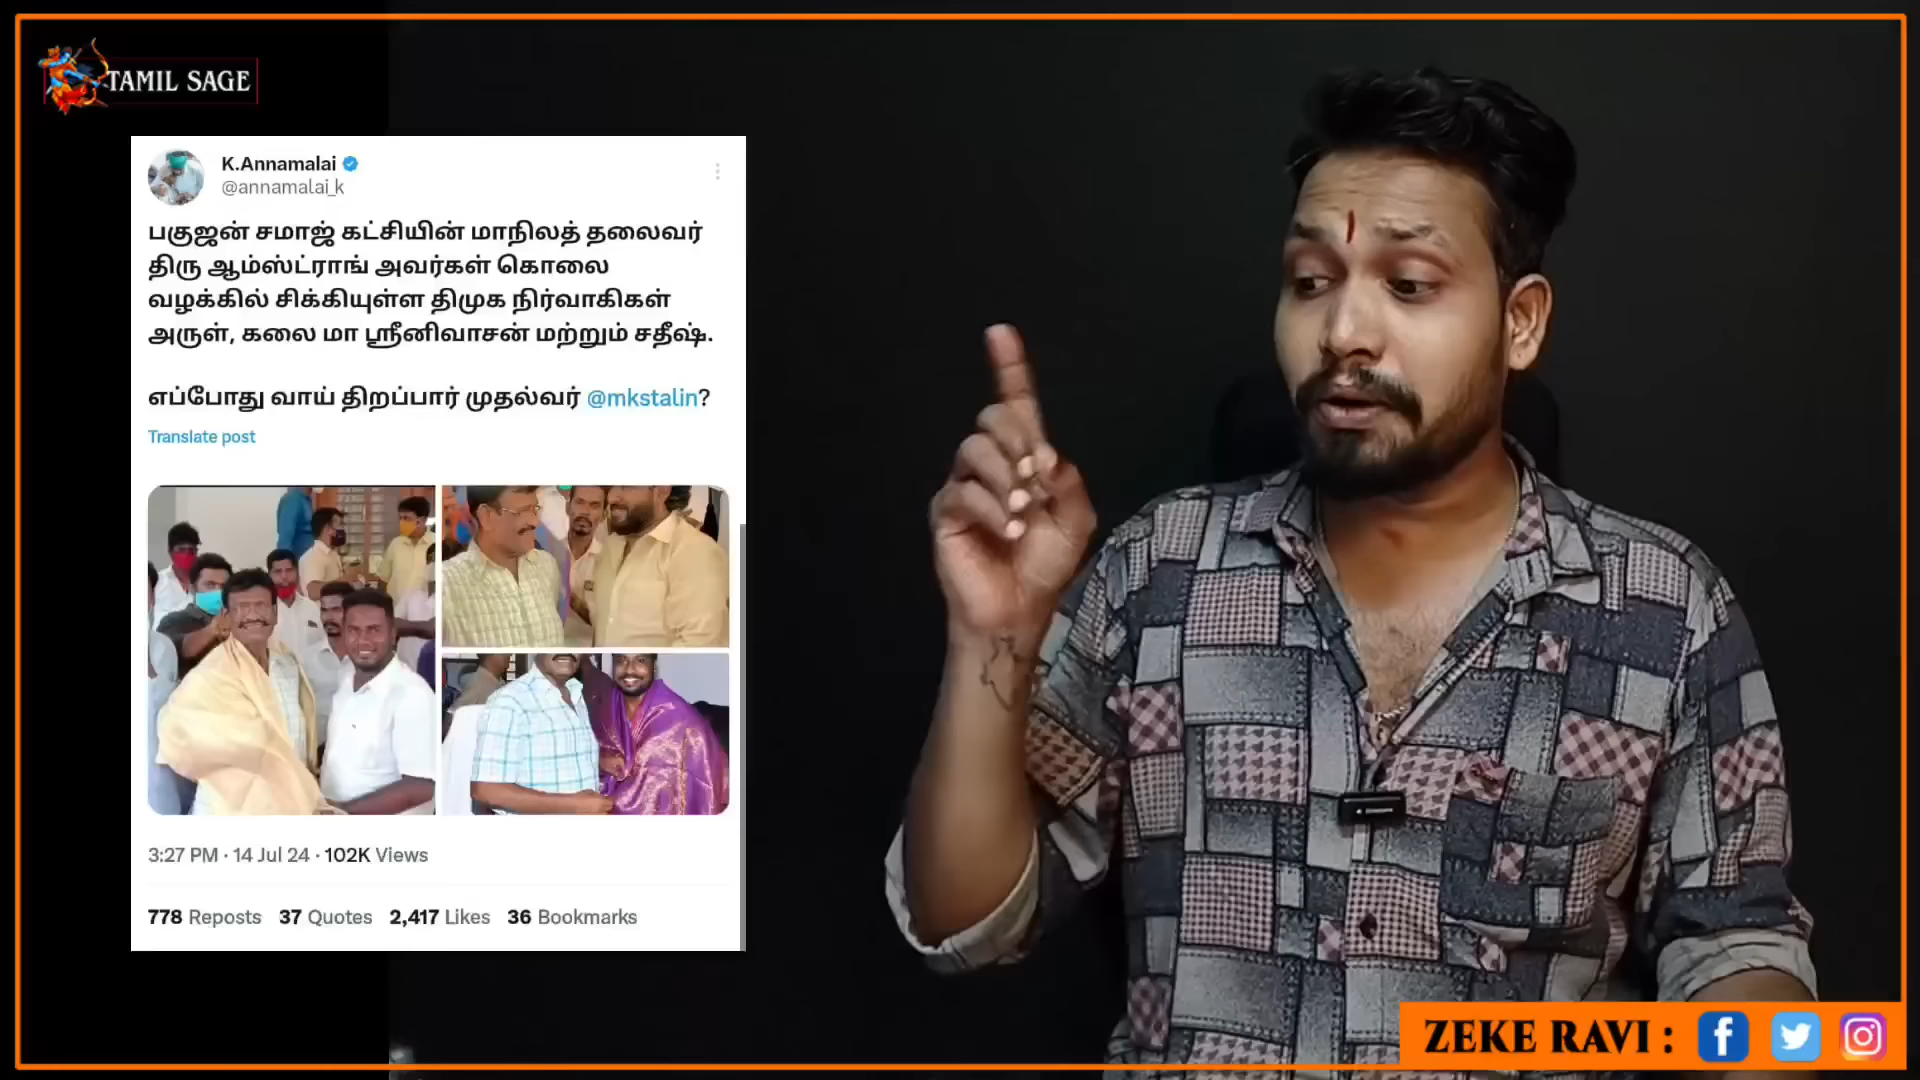 TAMIL SAGE
K.Annamalai
@annamalai_k
பகுஜன் சமாஜ் கட்சியின் மாநிலத் தலைவர்
திரு ஆம்ஸ்ட்ராங் அவர்கள் கொலை
வழக்கில் சிக்கியுள்ள திமுக நிர்வாகிகள்
அருள், கலை மா ஸ்ரீனிவாசன் மற்றும் சதீஷ்.
எப்போது வாய் திறப்பார் முதல்வர் @mkstalin?
Translate post
3:27 PM · 14 Jul 24 · 102K Views
778 Reposts 37 Quotes 2,417 Likes 36 Bookmarks
ZEKE RAVI :